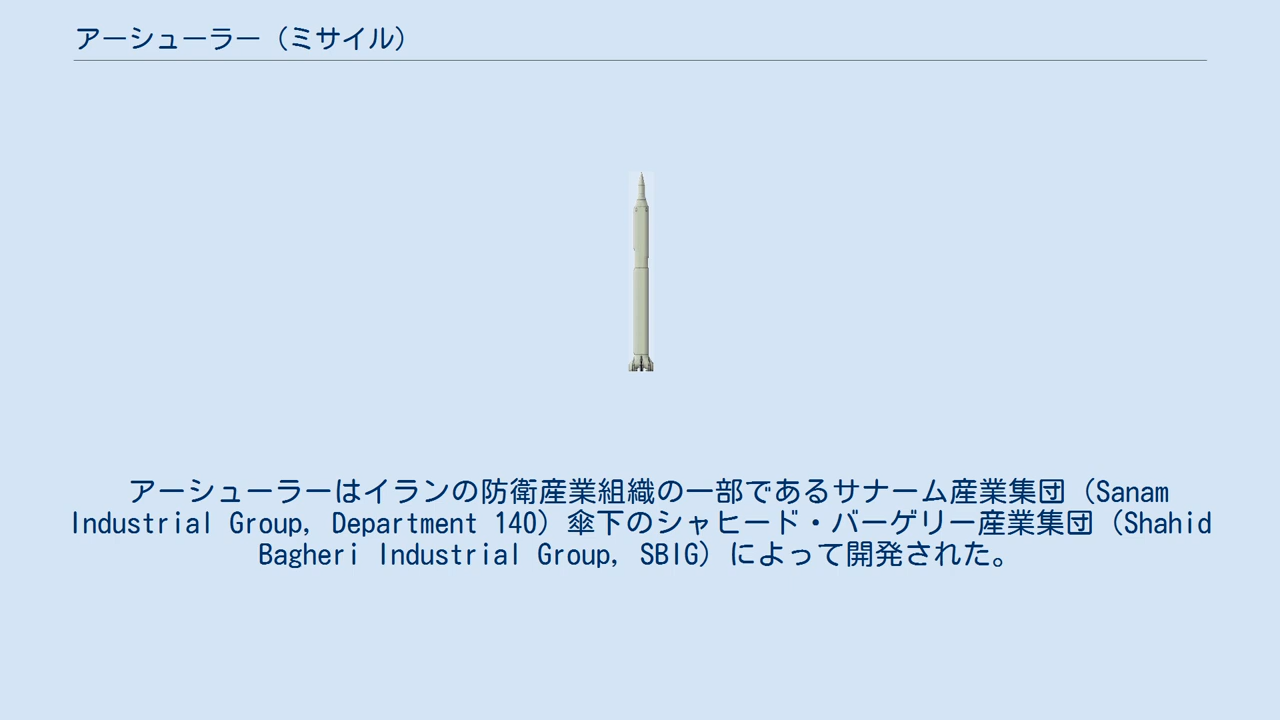 アーシューラー（ミサイル）
アーシューラーはイランの防衛産業組織の一部であるサナーム産業集団（Sanam
Industrial Group, Department 140）傘下のシャヒード・バーゲリー産業集団（Shahid
Bagheri Industrial Group, SBIG）によって開発された。